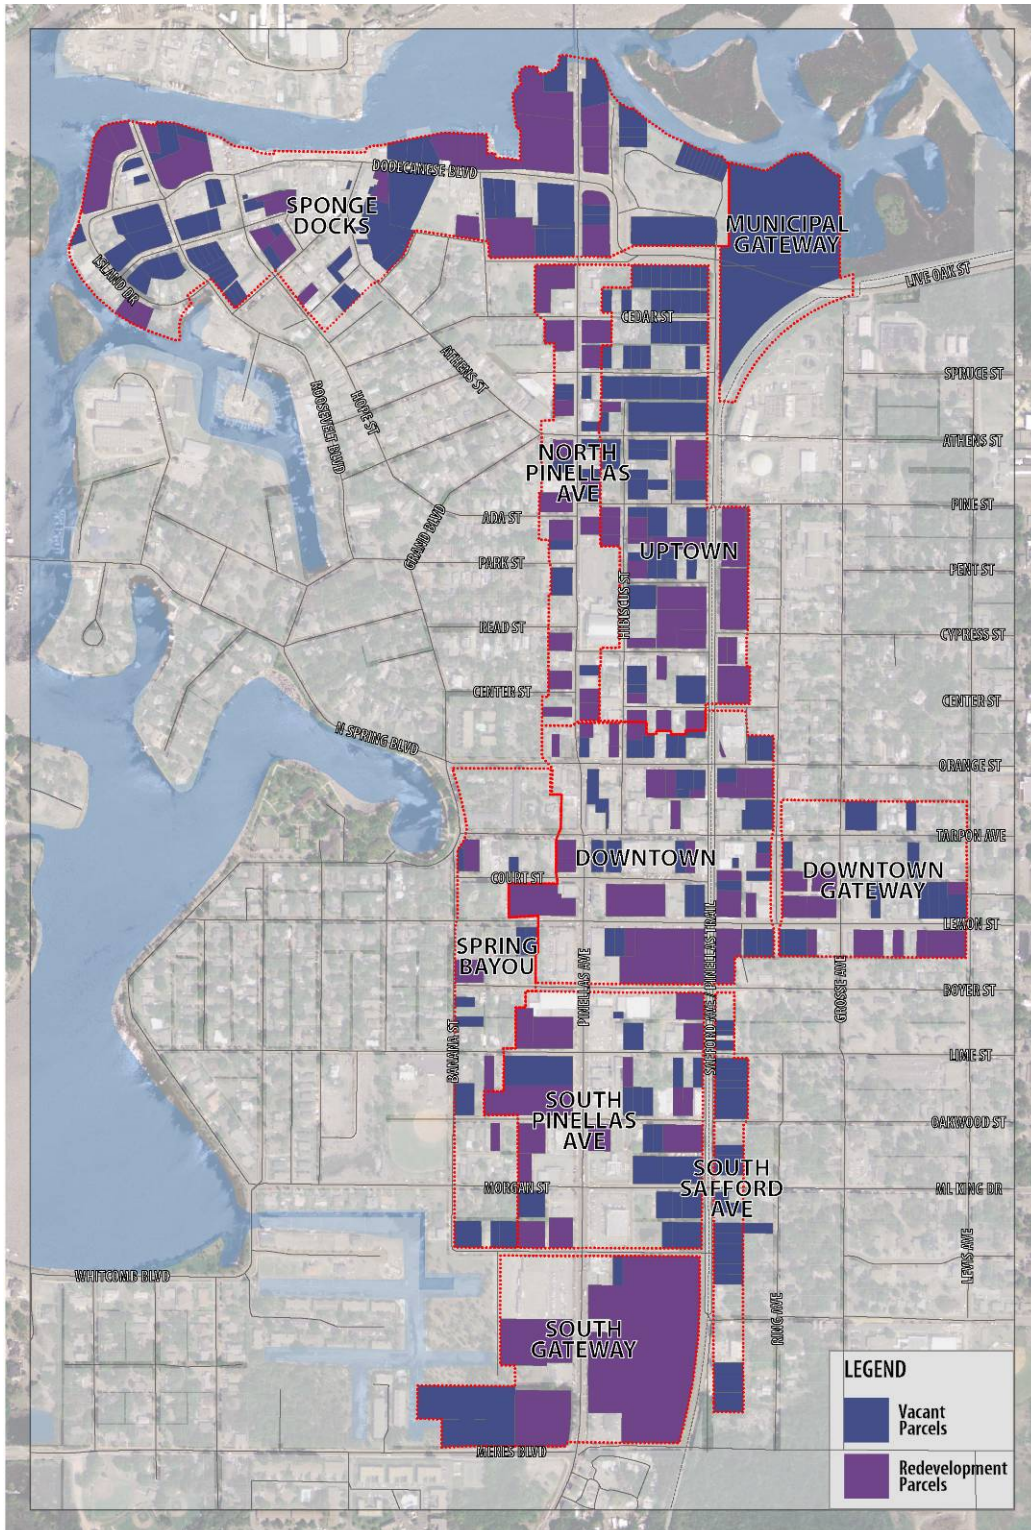 DODECANESE BLVD
SPONGE
DOCKS
MUNICIPAL
GATEWAY
ISLAND DR
LIVE OAK ST
CEDAR ST
ATHENS ST
SPRUCE ST
ROOSEVELT BLVD
HOPE ST
ATHENS ST
NORTH
PINELLAS
AVE
PINE ST
ADA ST
GRAND BLVD
UPTOWN
PARK ST
PENT ST
HIBISCUS ST
READ ST
CYPRESS ST
CENTER ST
CENTER ST
N SPRING BLVD
ORANGE ST
TARPON AVE
DOWNTOWN
COURT ST
DOWNTOWN
GATEWAY
LEMON ST
SPRING
BAYOU
PINELLAS AVE
SAFFORD AVE / PINELLAS TRAIL
GROSSE AVE
BOYER ST
BANANA ST
LIME ST
SOUTH
PINELLAS
AVE
OAKWOOD ST
SOUTH
SAFFORD
AVE
MORGAN ST
ML KING DR
LEVIS AVE
WHITCOMB BLVD
RING AVE
SOUTH
GATEWAY
MERES BLVD
LEGEND
Vacant
Parcels
Redevelopment
Parcels